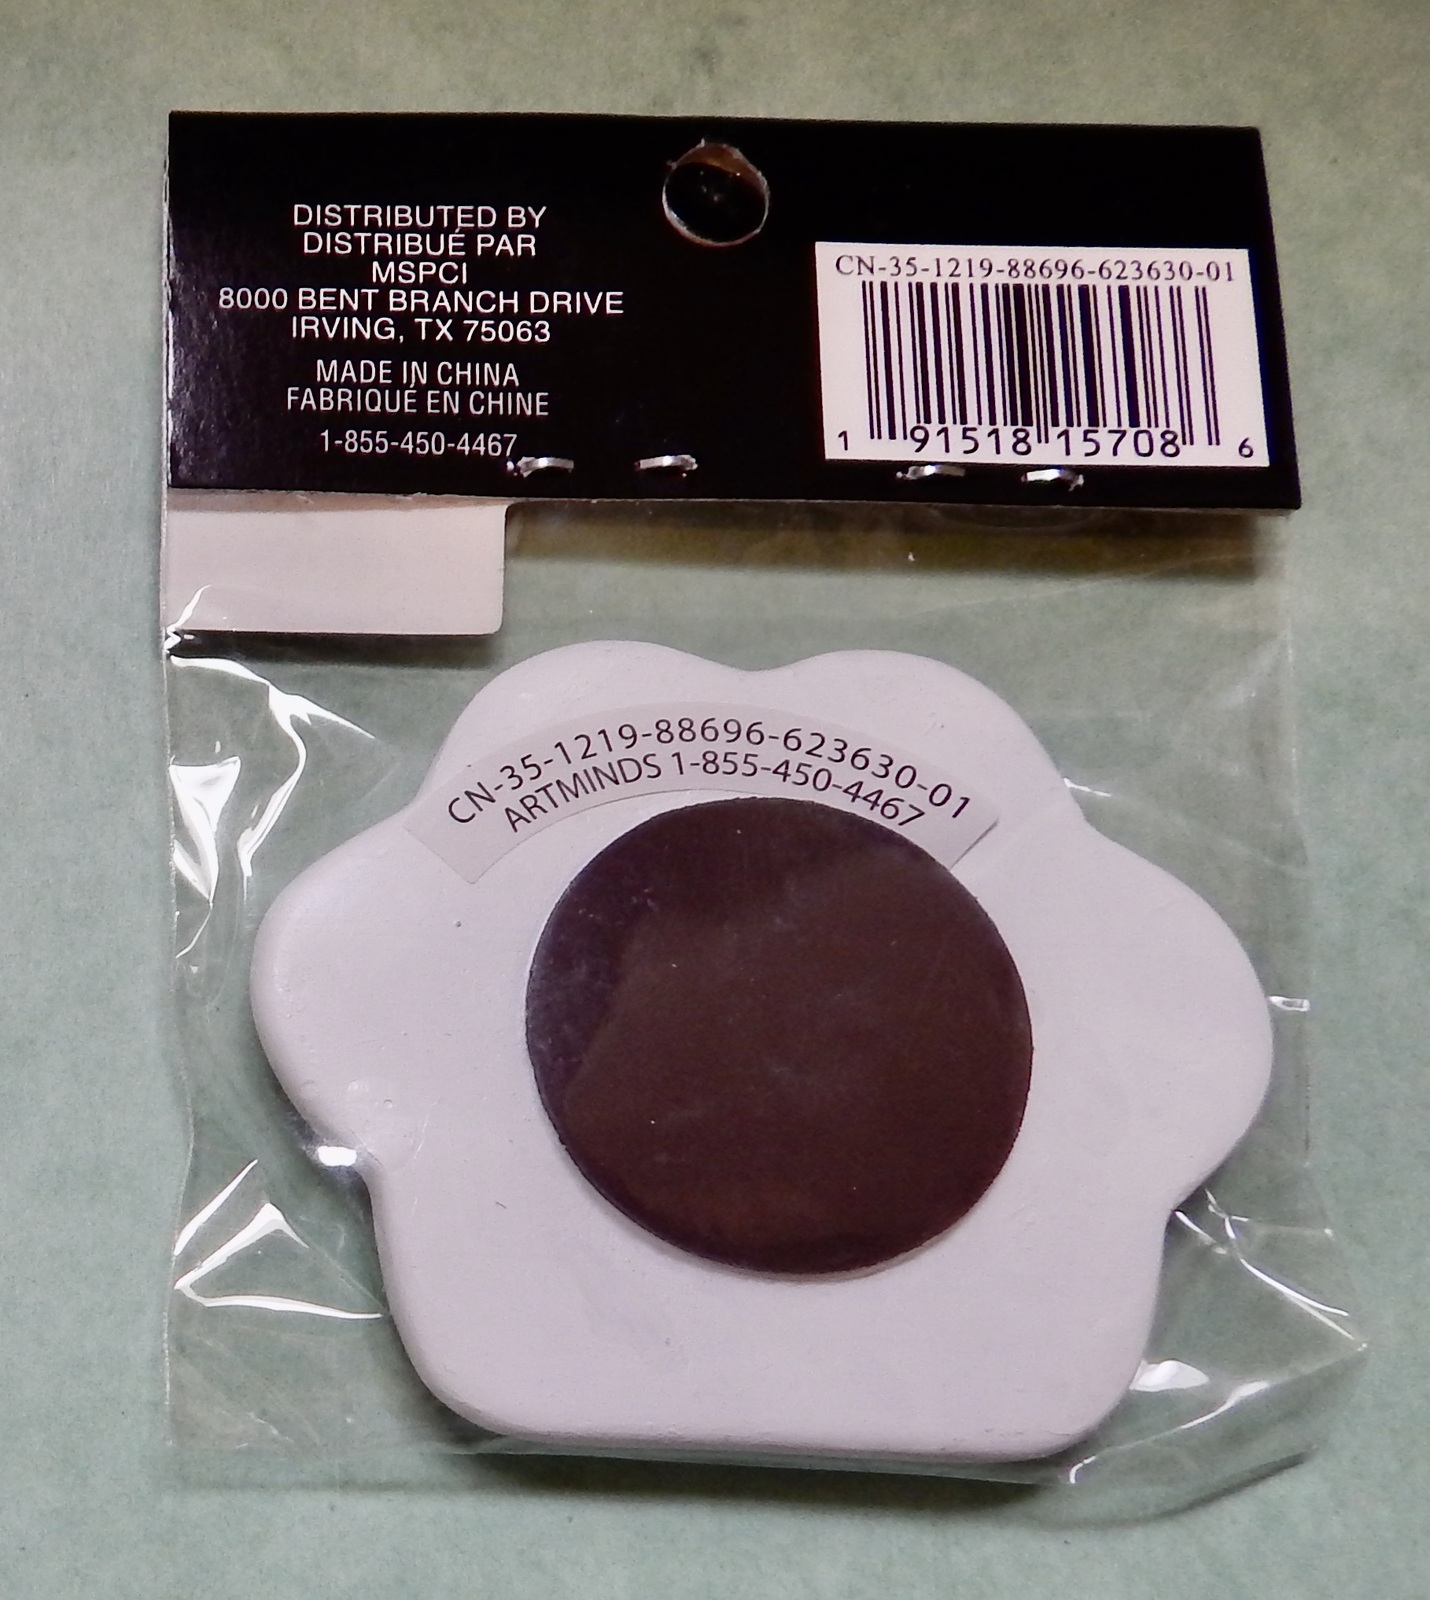 DISTRIBUTED BY
DISTRIBUÉ PAR
MSPCI
8000 BENT BRANCH DRIVE
IRVING, TX 75063
MADE IN CHINA
FABRIQUÉ EN CHINE
1-855-450-4467
CN-35-1219-88696-623630-01
1 91518 15708 6
CN-35-1219-88696-623630-01
ARTMINDS 1-855-450-4467